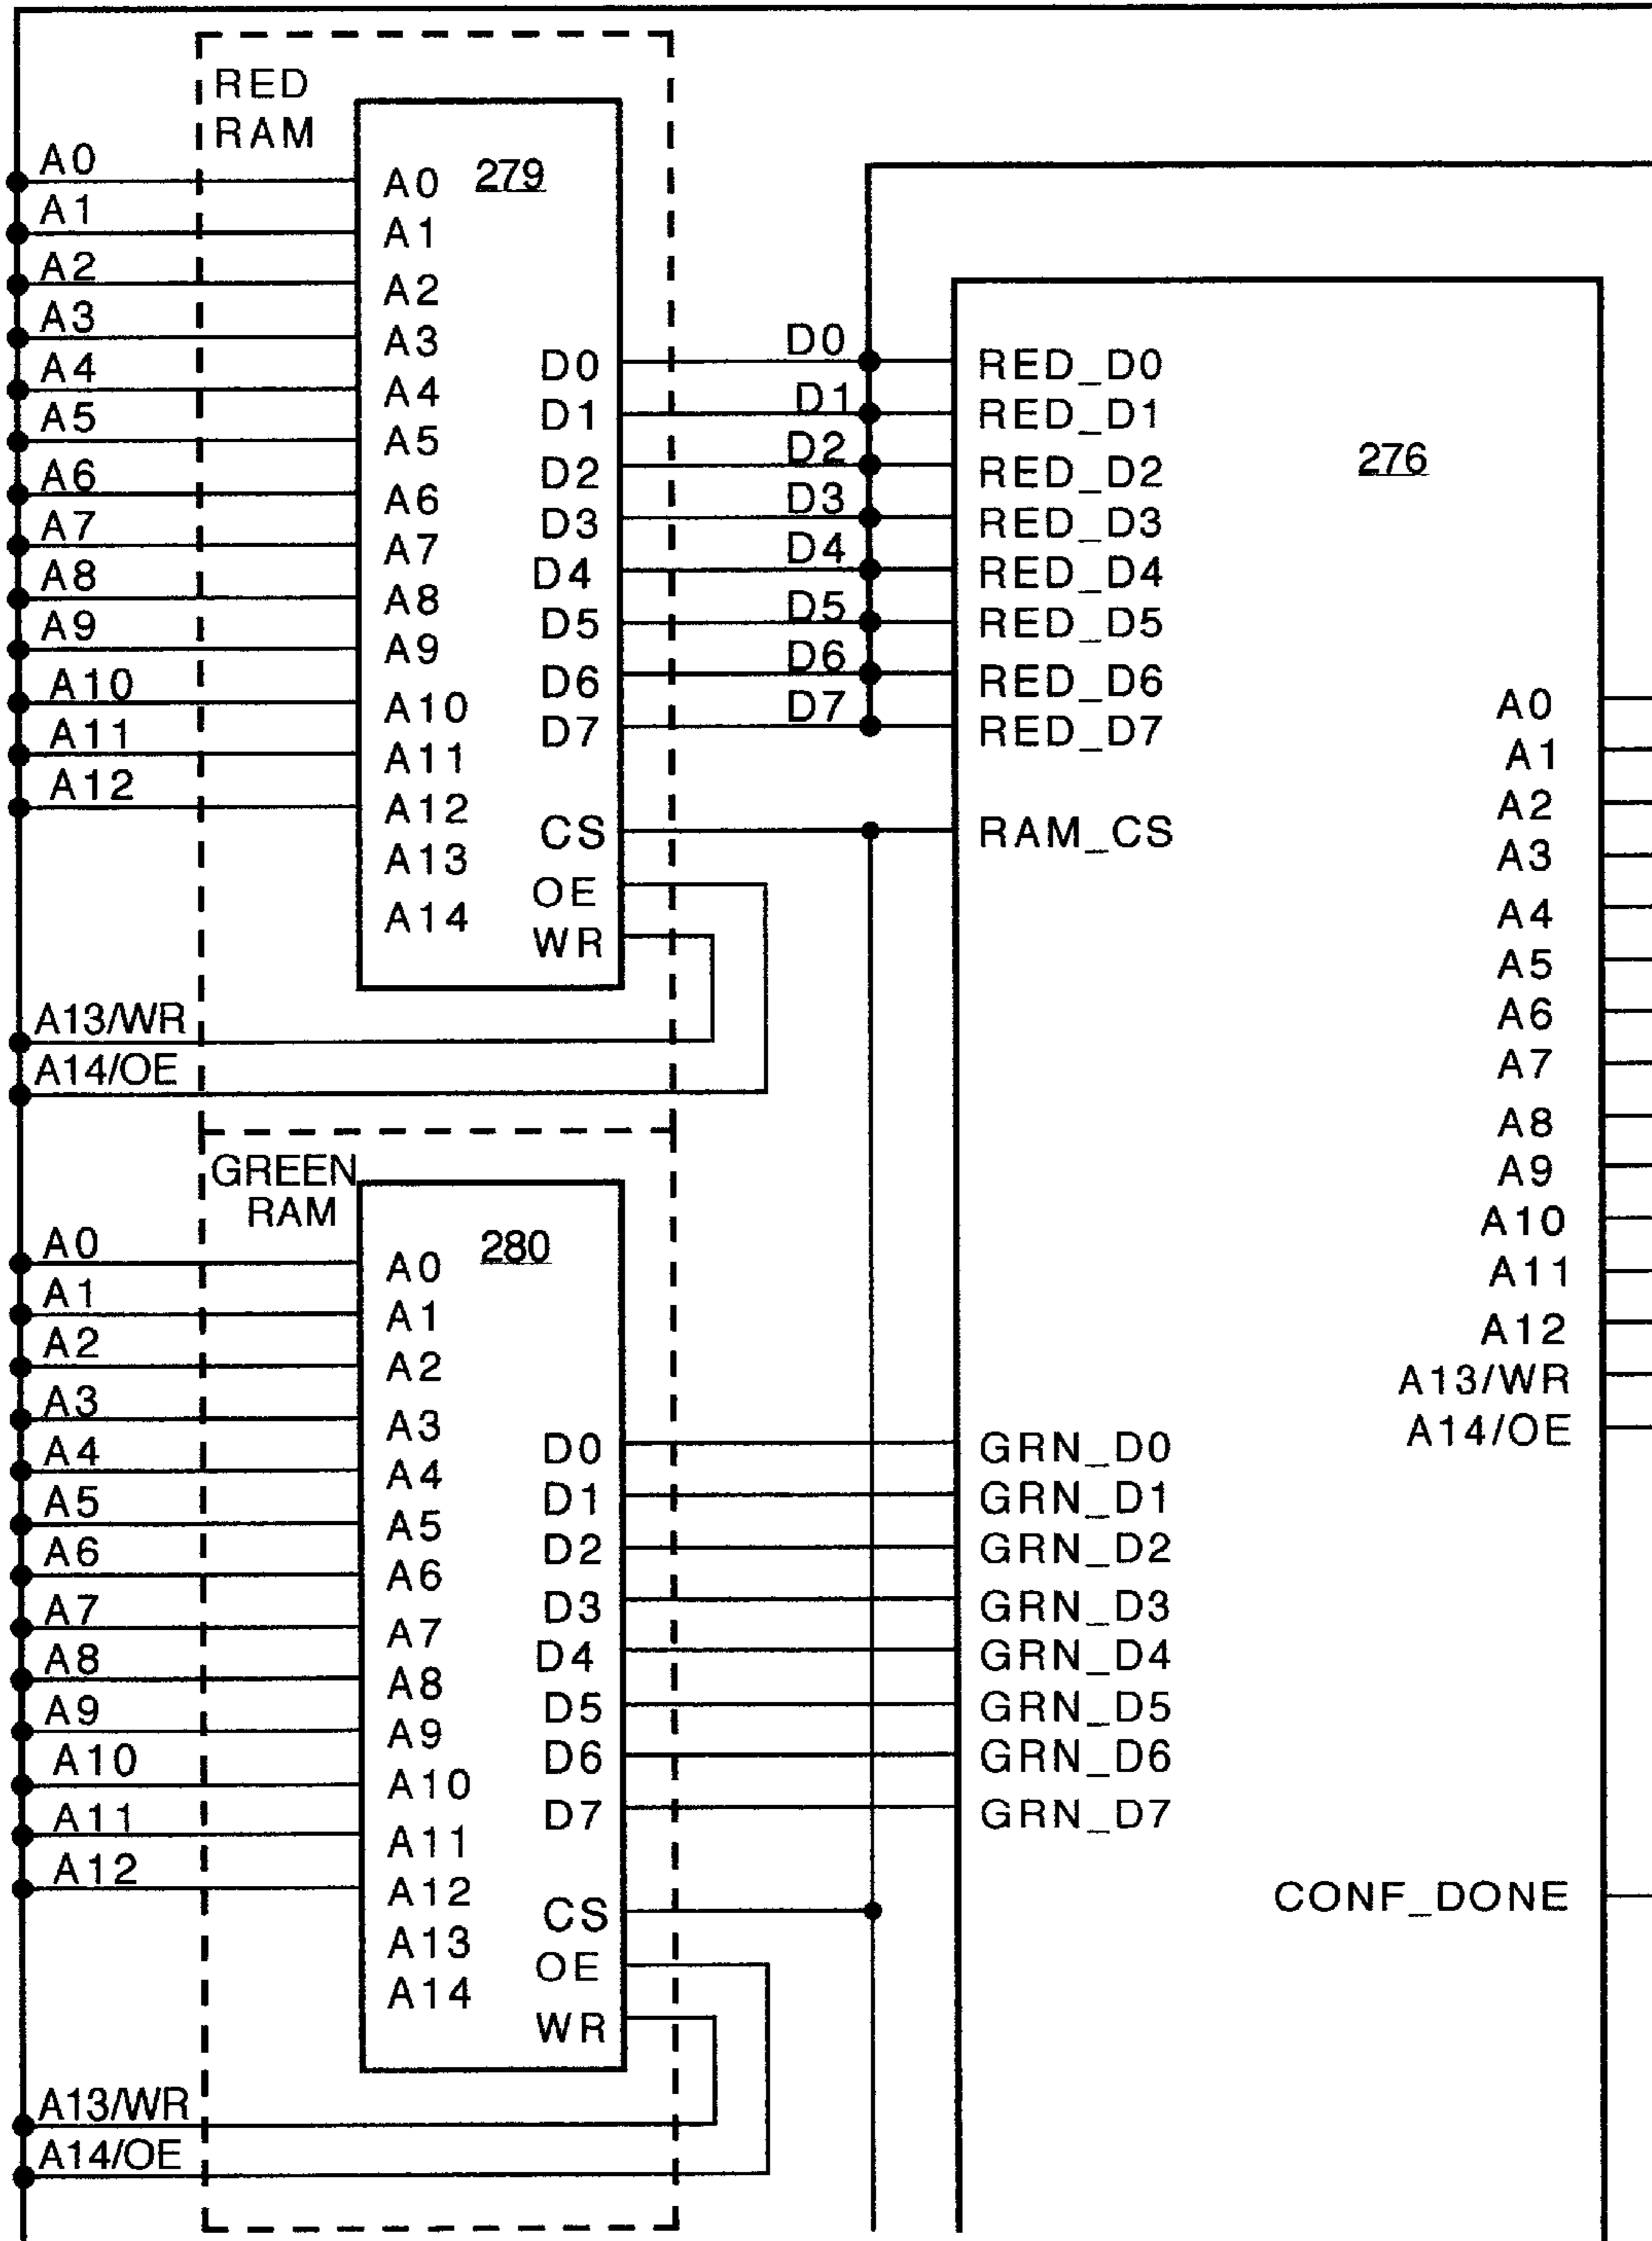 RED
RAM
A0
A1
A2
A3
A4
A5
A6
A7
A8
A9
A10
A11
A12
A13/WR
A14/OE
279
A0
A1
A2
A3
A4
A5
A6
A7
A8
A9
A10
A11
A12
A13
A14
D0
D1
D2
D3
D4
D5
D6
D7
CS
OE
WR
D0
D1
D2
D3
D4
D5
D6
D7
GREEN
RAM
A0
A1
A2
A3
A4
A5
A6
A7
A8
A9
A10
A11
A12
A13/WR
A14/OE
280
A0
A1
A2
A3
A4
A5
A6
A7
A8
A9
A10
A11
A12
A13
A14
D0
D1
D2
D3
D4
D5
D6
D7
CS
OE
WR
276
RED_D0
RED_D1
RED_D2
RED_D3
RED_D4
RED_D5
RED_D6
RED_D7
RAM_CS
GRN_D0
GRN_D1
GRN_D2
GRN_D3
GRN_D4
GRN_D5
GRN_D6
GRN_D7
A0
A1
A2
A3
A4
A5
A6
A7
A8
A9
A10
A11
A12
A13/WR
A14/OE
CONF_DONE